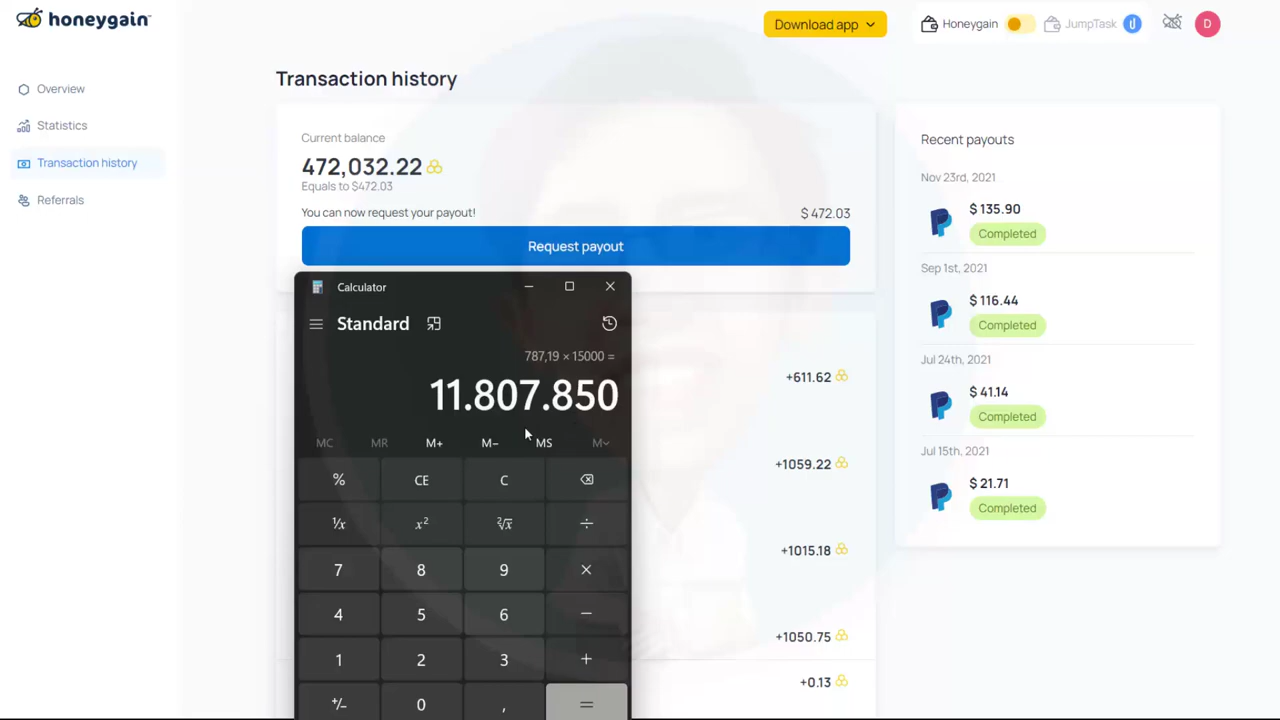 honeygain
Download app
Honeygain
JumpTask
D
Overview
Statistics
Transaction history
Referrals
Transaction history
Current balance
472,032.22
Equals to $472.03
You can now request your payout!
$ 472.03
Request payout
Recent payouts
Nov 23rd, 2021
$ 135.90
Completed
Sep 1st, 2021
$ 116.44
Completed
Jul 24th, 2021
$ 41.14
Completed
Jul 15th, 2021
$ 21.71
Completed
+611.62
+1059.22
+1015.18
+1050.75
+0.13
Calculator
Standard
787,19 × 15000 =
11.807.850
MC MR M+ M− MS M
% CE C
¹/x x² ²√x ÷
7 8 9 ×
4 5 6 −
1 2 3 +
+/− 0 , =